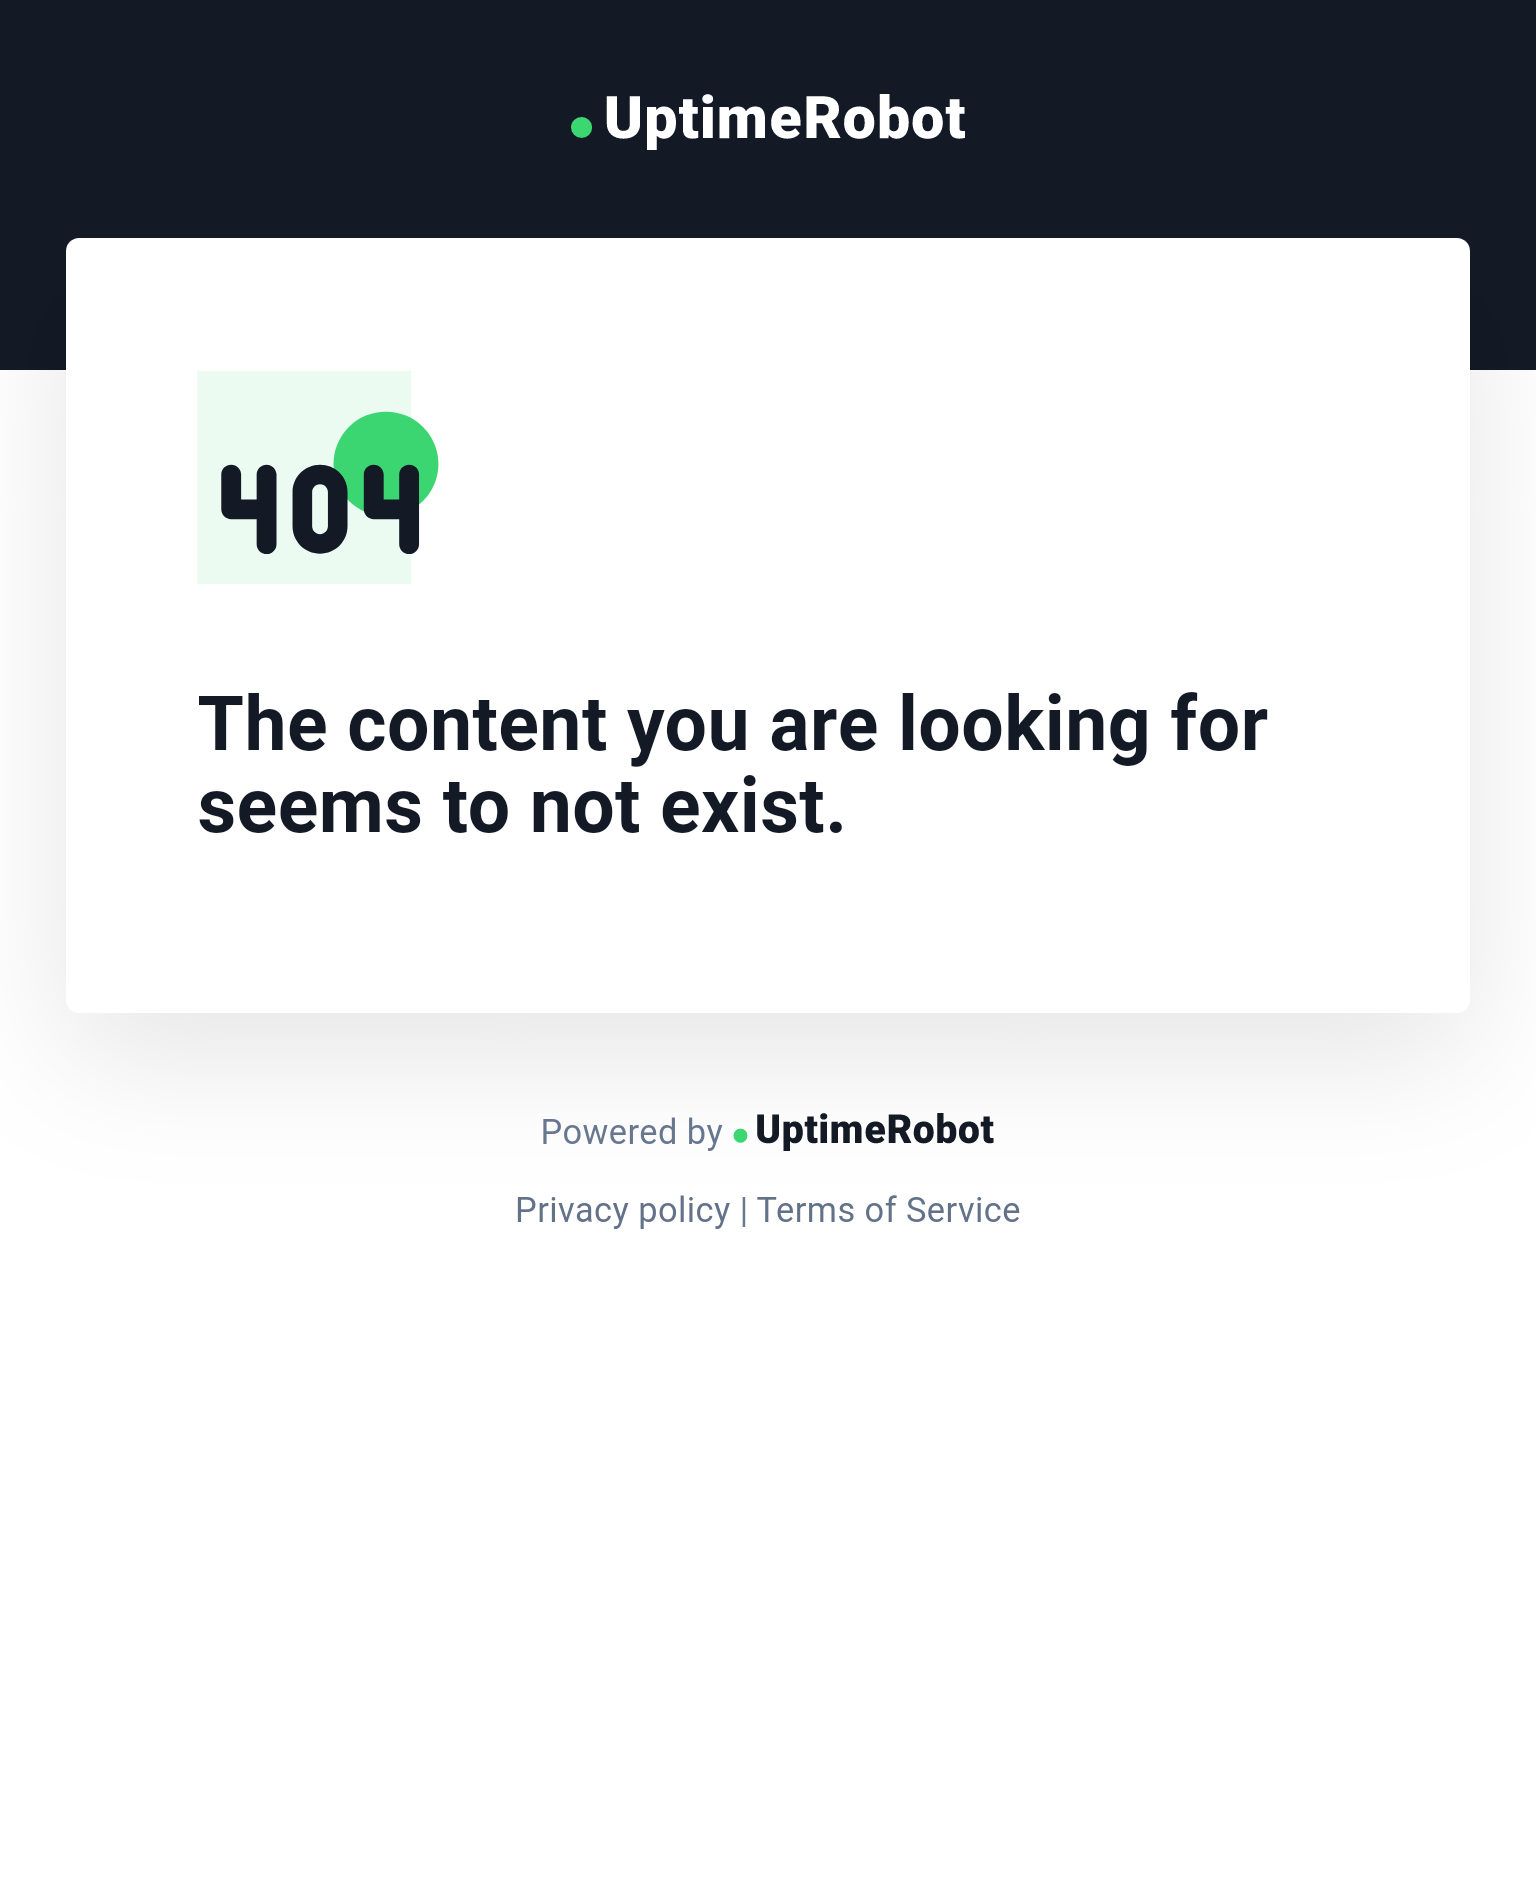 UptimeRobot
404
The content you are looking for
seems to not exist.
Powered by UptimeRobot
Privacy policy | Terms of Service